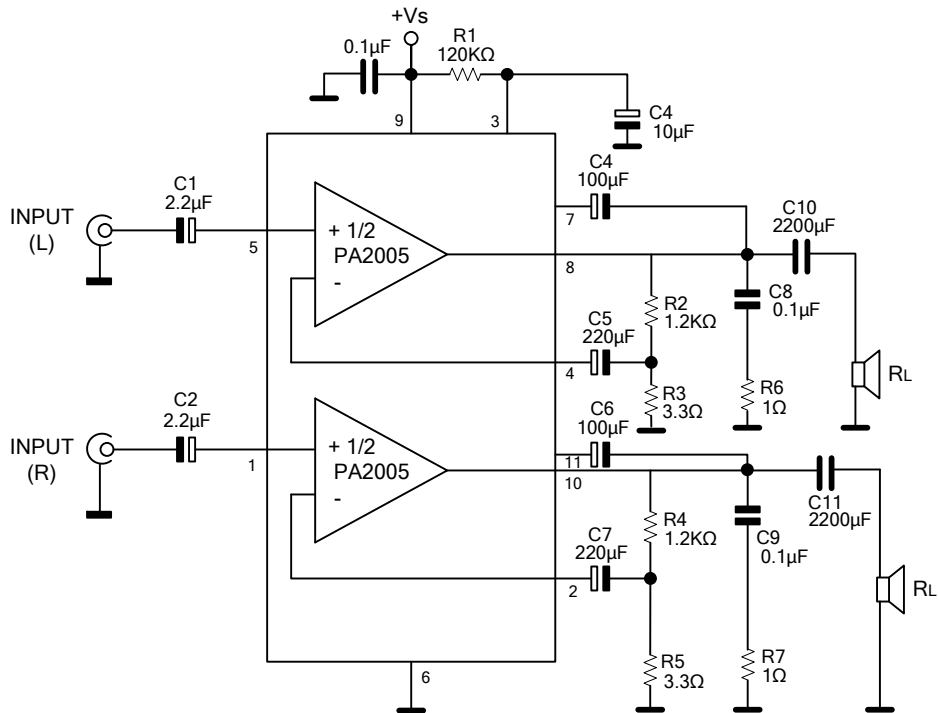 +Vs
0.1µF
R1
120KΩ
9
3
C4
10µF
C1
2.2µF
INPUT
(L)
5
+ 1/2
PA2005
-
C4
100µF
7
8
C10
2200µF
R2
1.2KΩ
C8
0.1µF
C5
220µF
4
R3
3.3Ω
R6
1Ω
RL
C2
2.2µF
INPUT
(R)
1
+ 1/2
PA2005
-
C6
100µF
11
10
C11
2200µF
R4
1.2KΩ
C9
0.1µF
C7
220µF
2
R5
3.3Ω
R7
1Ω
RL
6